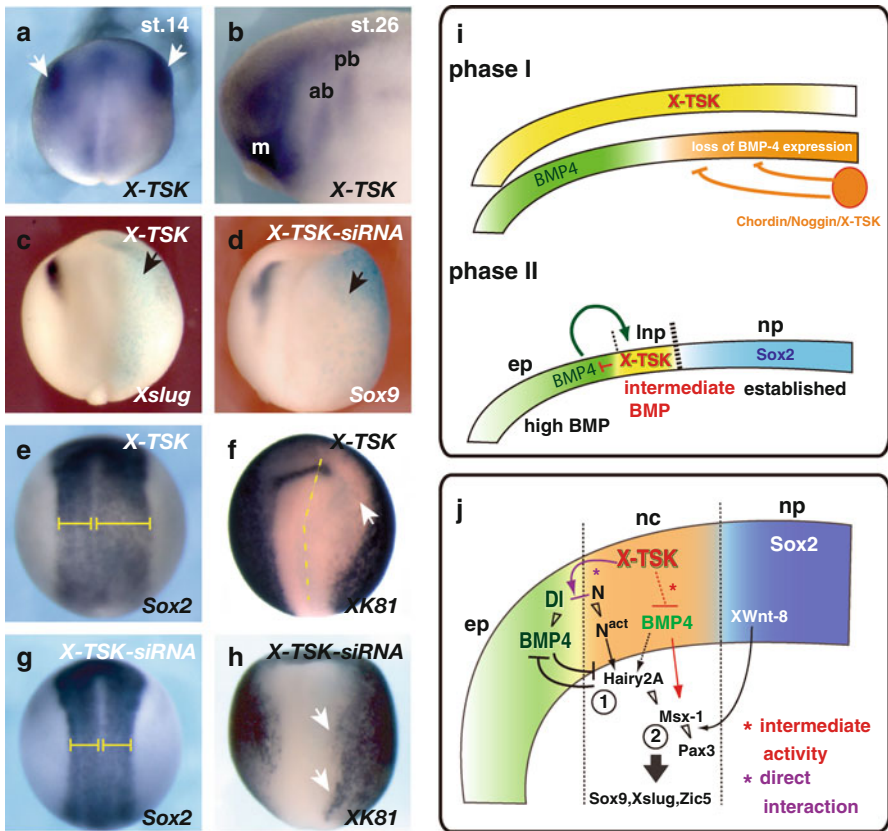 a
st.14
X-TSK
b
st.26
pb
ab
m
X-TSK
c
X-TSK
Xslug
d
X-TSK-siRNA
Sox9
e
X-TSK
Sox2
f
X-TSK
XK81
g
X-TSK-siRNA
Sox2
h
X-TSK-siRNA
XK81
i
phase I
X-TSK
BMP4
loss of BMP-4 expression
Chordin/Noggin/X-TSK
phase II
ep
lnp
np
BMP4
X-TSK
Sox2
high BMP
intermediate
BMP
established
j
ep
nc
np
X-TSK
Sox2
*
*
Dl
N
BMP4
Nact
BMP4
XWnt-8
Hairy2A
1
Msx-1
2
Pax3
Sox9,Xslug,Zic5
* intermediate
activity
* direct
interaction